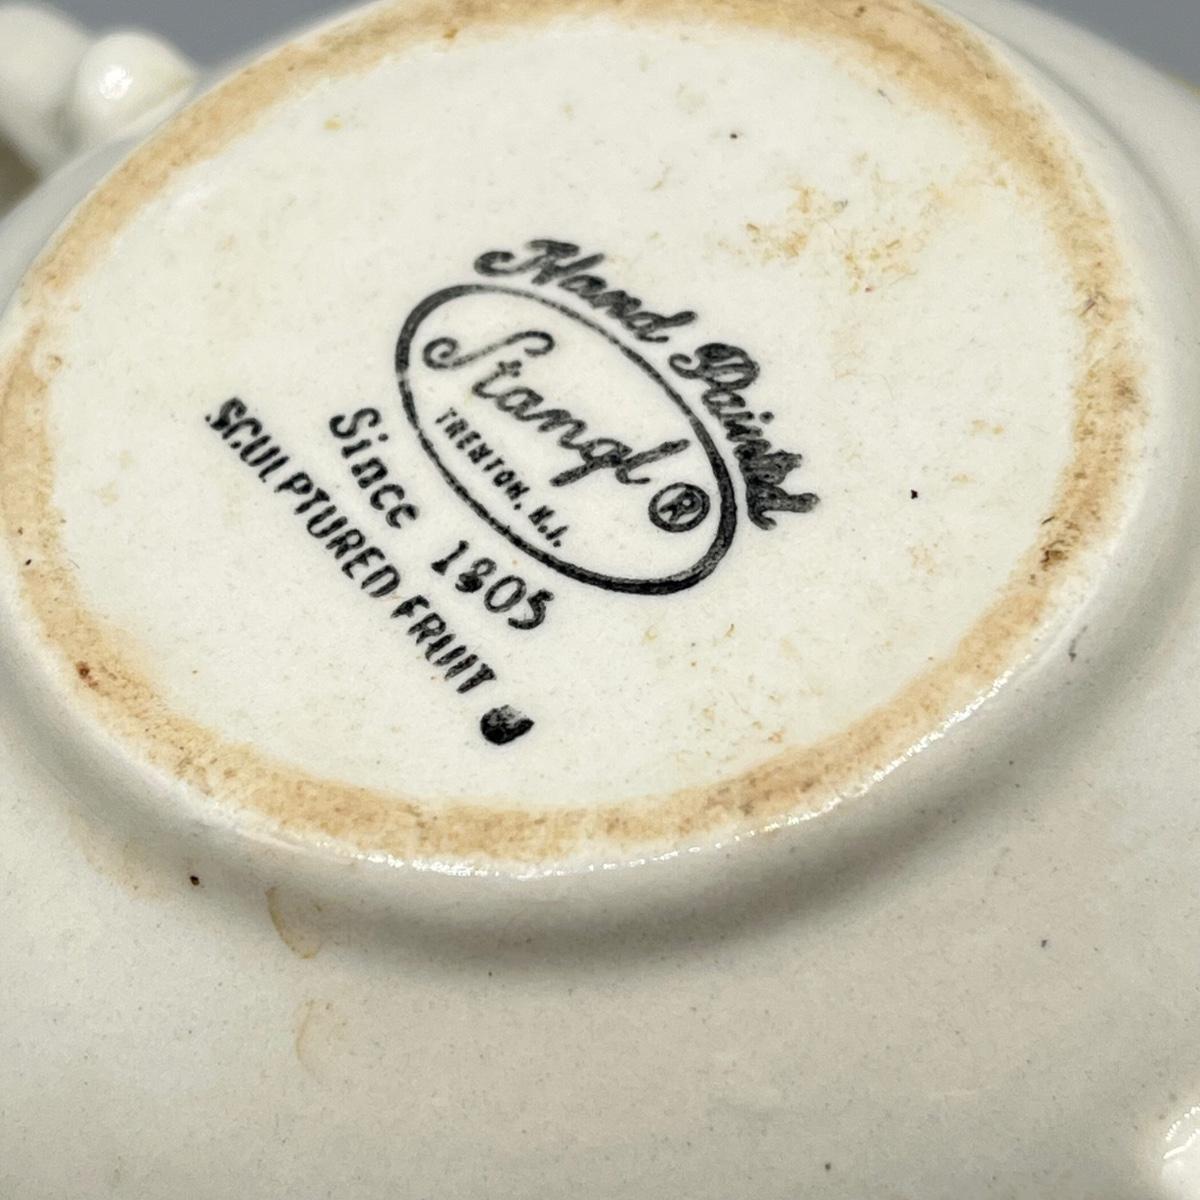 Hand Painted
Stangl ®
TRENTON, N.J.
Since 1805
SCULPTURED FRUIT